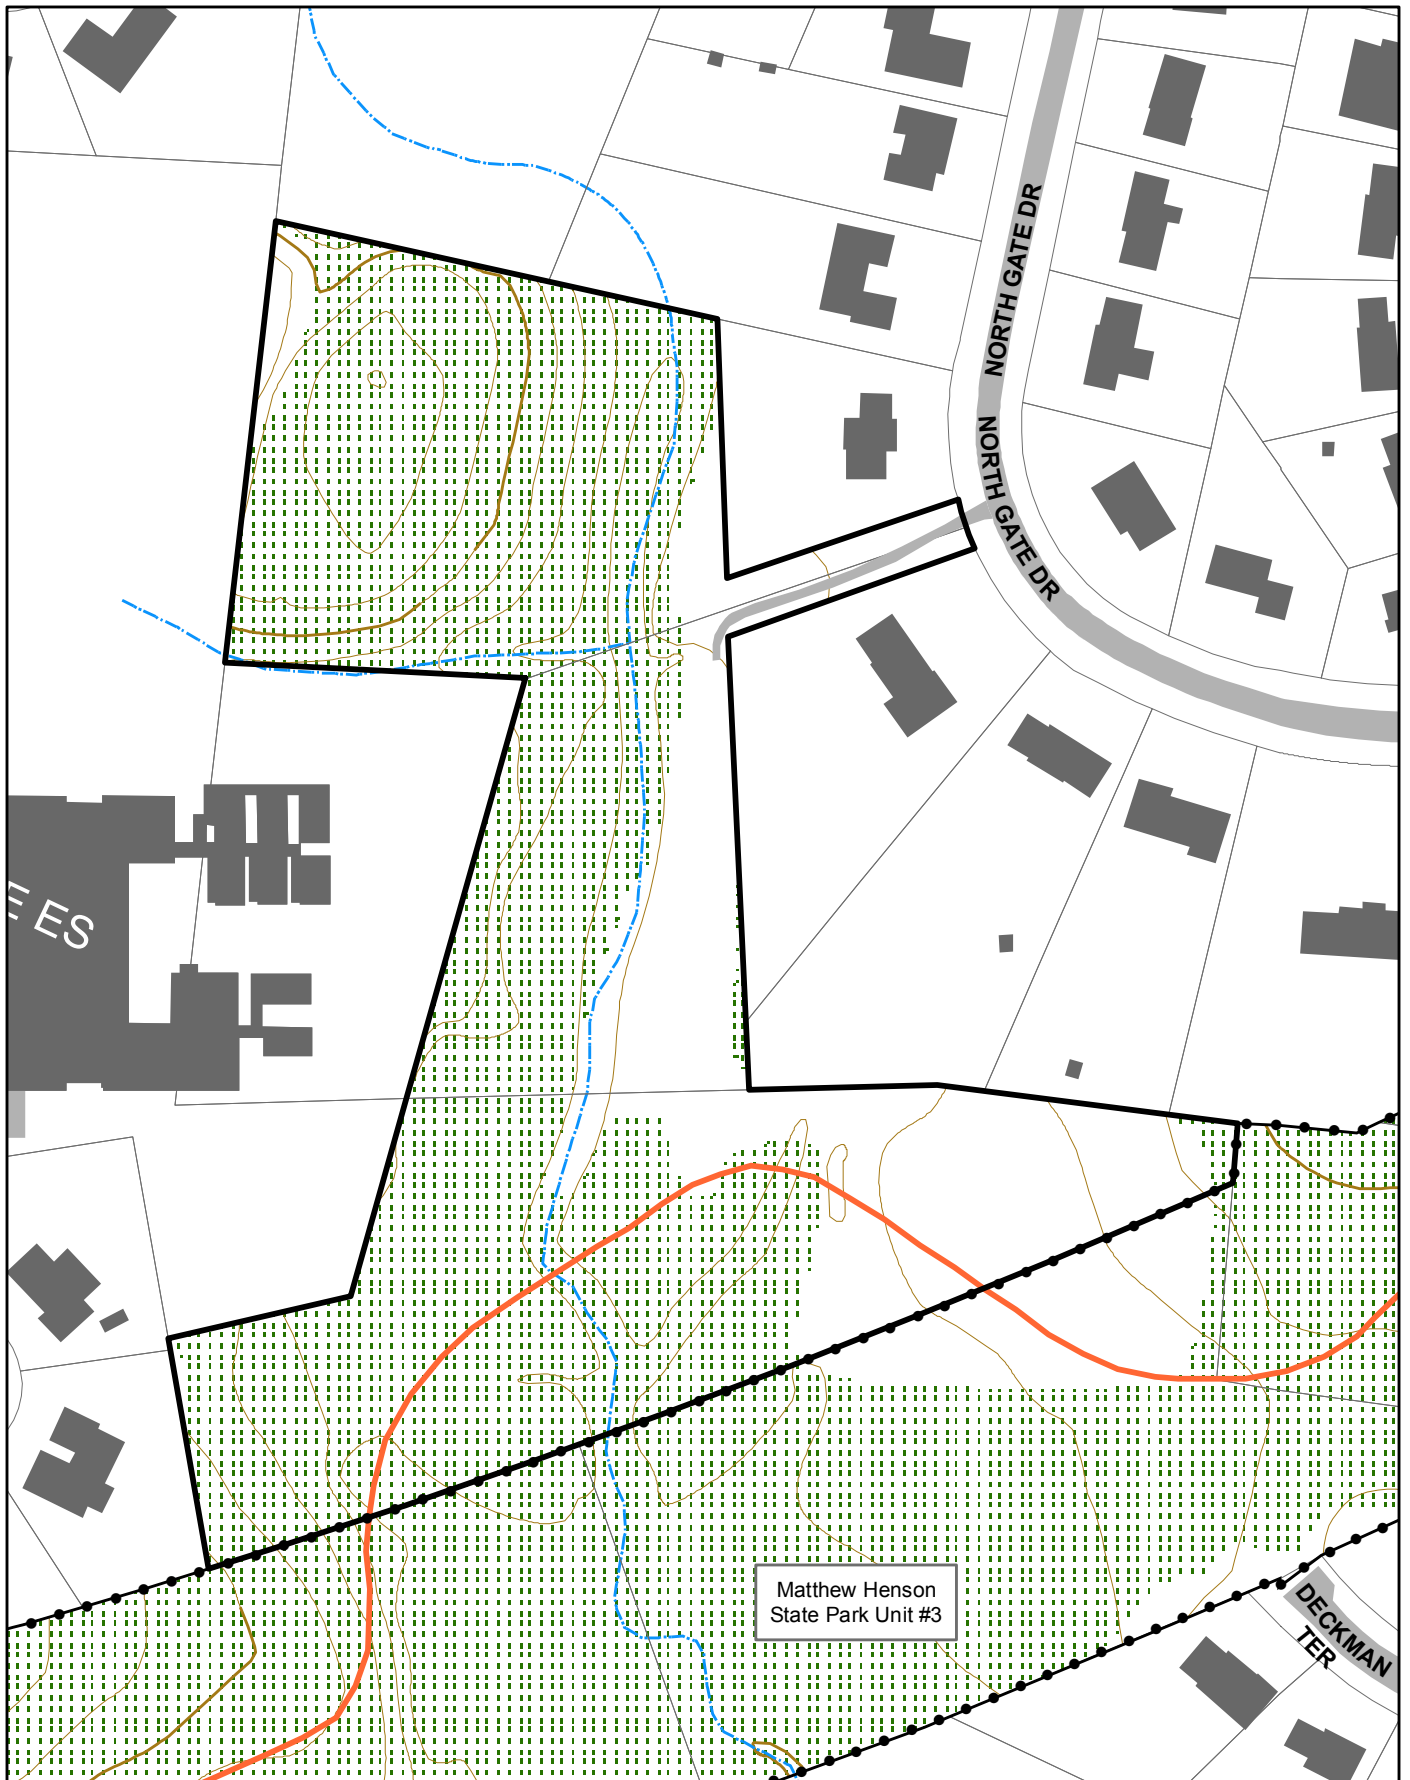 NORTH GATE DR
NORTH GATE DR
ES
Matthew Henson
State Park Unit #3
DECKMAN
TER